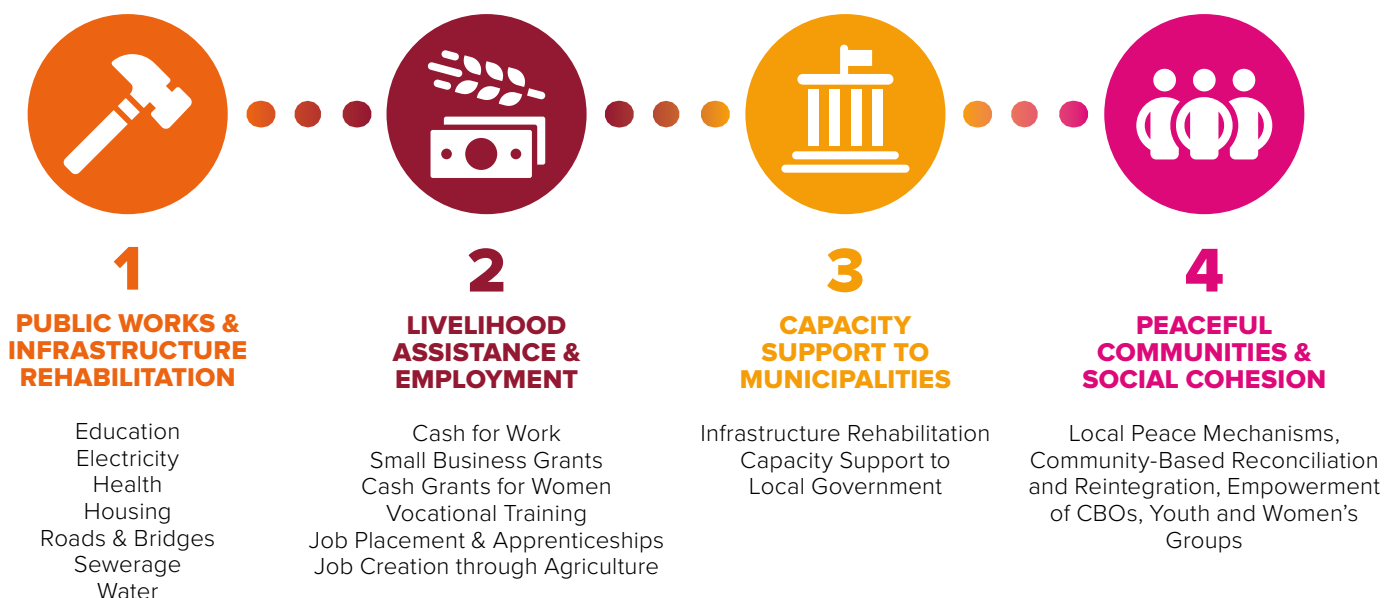 1
PUBLIC WORKS &
INFRASTRUCTURE
REHABILITATION
Education
Electricity
Health
Housing
Roads & Bridges
Sewerage
Water
2
LIVELIHOOD
ASSISTANCE &
EMPLOYMENT
Cash for Work
Small Business Grants
Cash Grants for Women
Vocational Training
Job Placement & Apprenticeships
Job Creation through Agriculture
3
CAPACITY
SUPPORT TO
MUNICIPALITIES
Infrastructure Rehabilitation
Capacity Support to
Local Government
4
PEACEFUL
COMMUNITIES &
SOCIAL COHESION
Local Peace Mechanisms,
Community-Based Reconciliation
and Reintegration, Empowerment
of CBOs, Youth and Women’s
Groups